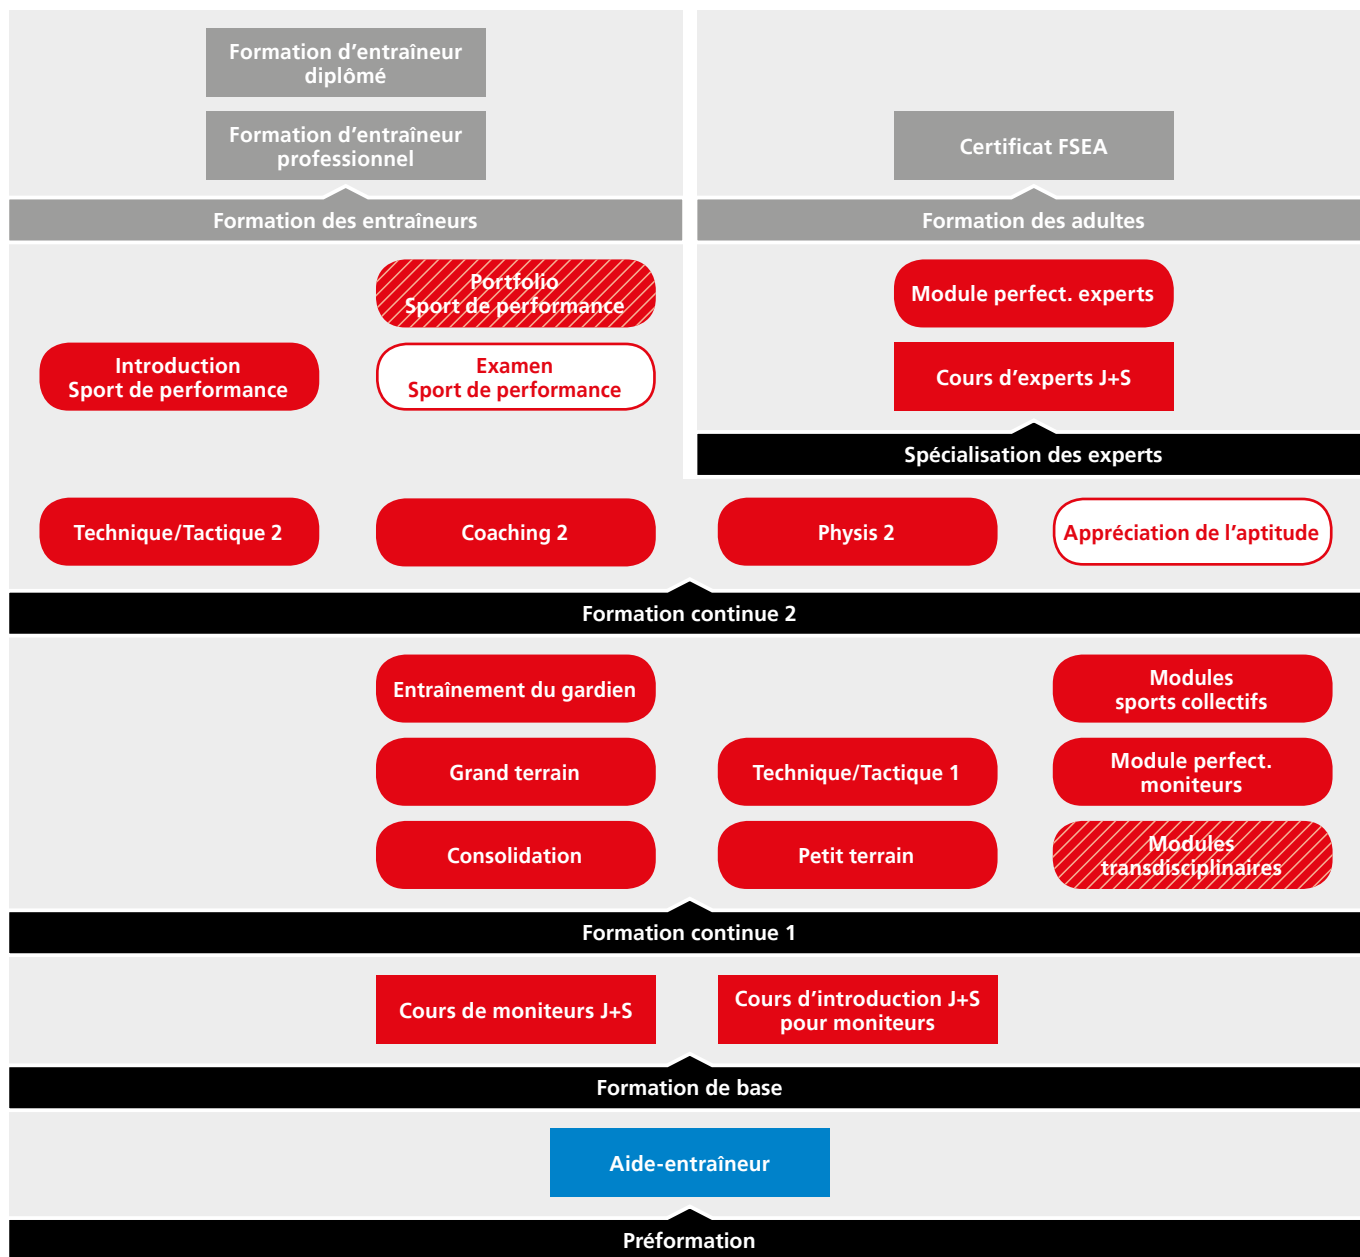 Formation d'entraîneur
diplômé
Formation d'entraîneur
professionnel
Certificat FSEA
Formation des entraîneurs
Formation des adultes
Portfolio
Sport de performance
Module perfect. experts
Introduction
Sport de performance
Examen
Sport de performance
Cours d'experts J+S
Spécialisation des experts
Technique/Tactique 2
Coaching 2
Physis 2
Appréciation de l'aptitude
Formation continue 2
Entraînement du gardien
Modules
sports collectifs
Grand terrain
Technique/Tactique 1
Module perfect.
moniteurs
Consolidation
Petit terrain
Modules
transdisciplinaires
Formation continue 1
Cours de moniteurs J+S
Cours d'introduction J+S
pour moniteurs
Formation de base
Aide-entraîneur
Préformation